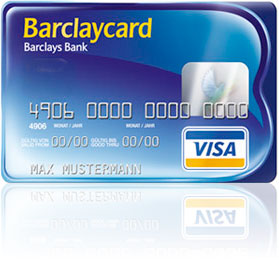 Barclaycard
Barclays Bank
4906 0000 0000 0000
4906 MONAT / JAHR MONAT / JAHR
00/00 00/00
VISA
MAX MUSTERMANN